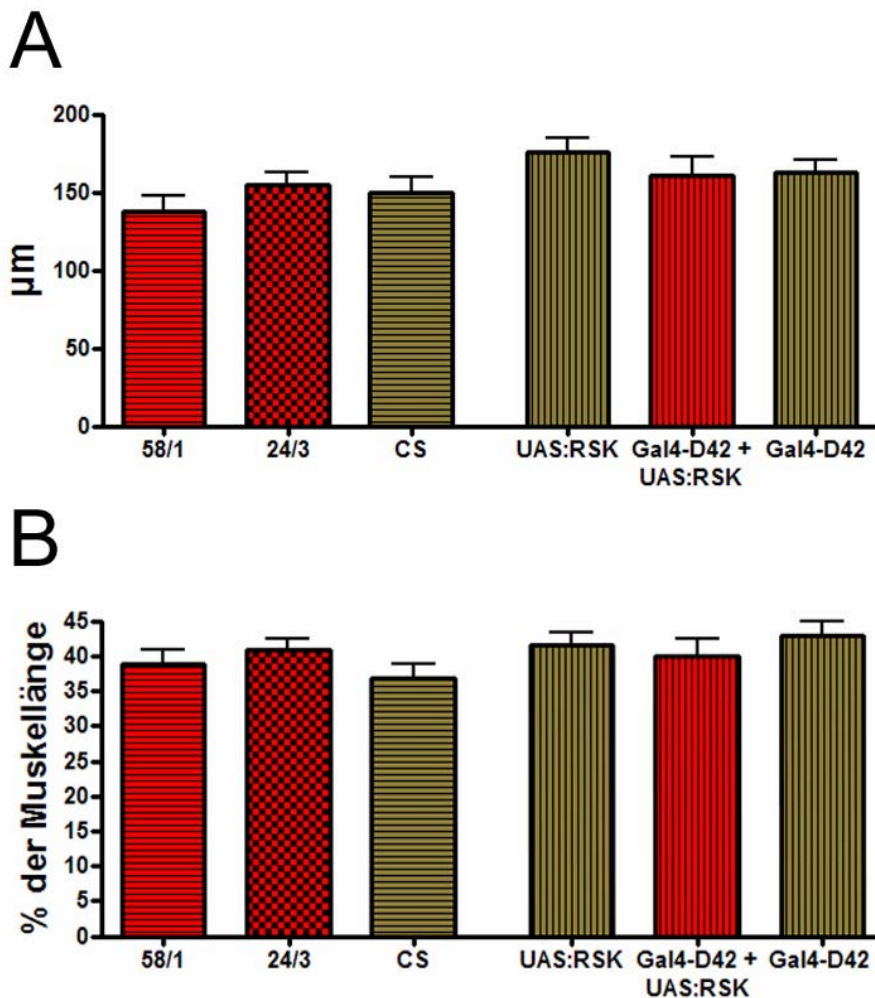 A
200
150
100
50
0
µm
58/1 24/3 CS UAS:RSK Gal4-D42 + Gal4-D42
UAS:RSK
B
45
40
35
30
25
20
15
10
5
0
% der Muskellänge
58/1 24/3 CS UAS:RSK Gal4-D42 + Gal4-D42
UAS:RSK